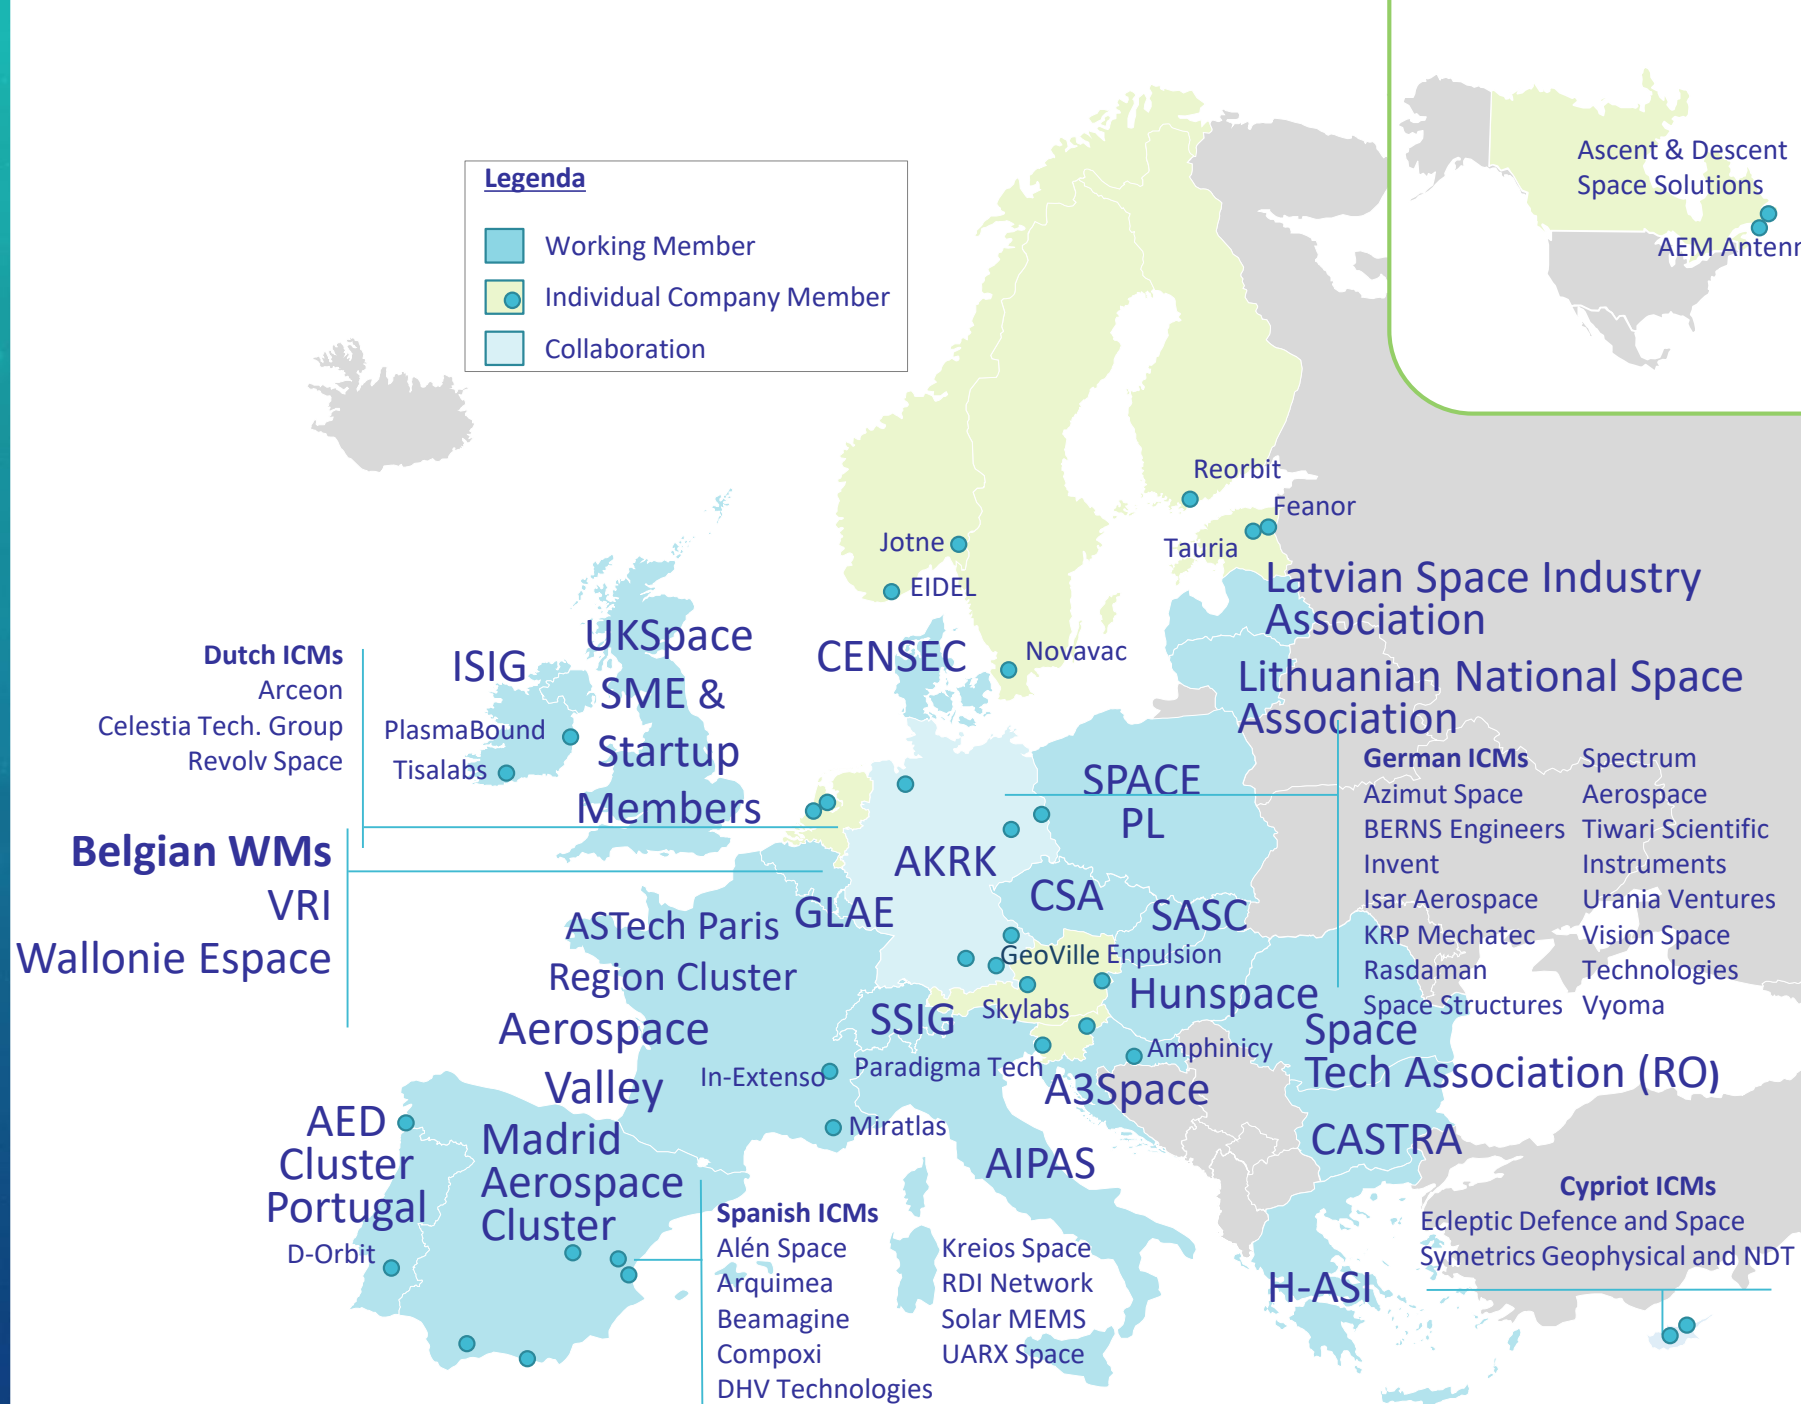 Legenda
Working Member
Individual Company Member
Collaboration
Ascent & Descent
Space Solutions
AEM Antenn
Reorbit
Feanor
Tauria
Jotne
EIDEL
Novavac
Latvian Space Industry
Association
Lithuanian National Space
Association
CENSEC
UKSpace
SME &
Startup
Members
ISIG
PlasmaBound
Tisalabs
Dutch ICMs
Arceon
Celestia Tech. Group
Revolv Space
Belgian WMs
VRI
Wallonie Espace
SPACE
PL
AKRK
CSA
SASC
GLAE
German ICMs
Azimut Space
BERNS Engineers
Invent
Isar Aerospace
KRP Mechatec
Rasdaman
Space Structures
Spectrum
Aerospace
Tiwari Scientific
Instruments
Urania Ventures
Vision Space
Technologies
Vyoma
ASTech Paris
Region Cluster
Aerospace
Valley
GeoVille
Enpulsion
Skylabs
Hunspace
SSIG
Space
Tech Association (RO)
Amphinicy
Paradigma Tech
In-Extenso
A3Space
Miratlas
AIPAS
CASTRA
AED
Cluster
Portugal
D-Orbit
Madrid
Aerospace
Cluster
Spanish ICMs
Alén Space
Arquimea
Beamagine
Compoxi
DHV Technologies
Kreios Space
RDI Network
Solar MEMS
UARX Space
H-ASI
Cypriot ICMs
Ecleptic Defence and Space
Symetrics Geophysical and NDT